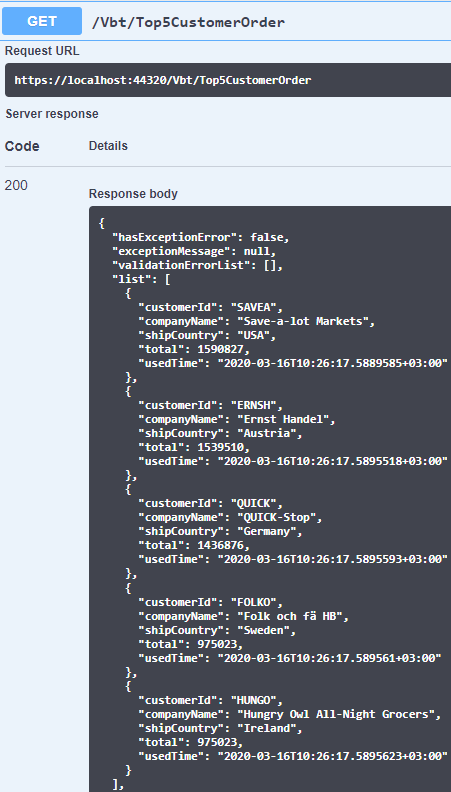 GET /Vbt/Top5CustomerOrder
Request URL
https://localhost:44320/Vbt/Top5CustomerOrder
Server response
Code Details
200
Response body
{
"hasExceptionError": false,
"exceptionMessage": null,
"validationErrorList": [],
"list": [
{
"customerId": "SAVEA",
"companyName": "Save-a-lot Markets",
"shipCountry": "USA",
"total": 1590827,
"usedTime": "2020-03-16T10:26:17.5889585+03:00"
},
{
"customerId": "ERNSH",
"companyName": "Ernst Handel",
"shipCountry": "Austria",
"total": 1539510,
"usedTime": "2020-03-16T10:26:17.5895518+03:00"
},
{
"customerId": "QUICK",
"companyName": "QUICK-Stop",
"shipCountry": "Germany",
"total": 1436876,
"usedTime": "2020-03-16T10:26:17.5895593+03:00"
},
{
"customerId": "FOLKO",
"companyName": "Folk och fä HB",
"shipCountry": "Sweden",
"total": 975023,
"usedTime": "2020-03-16T10:26:17.589561+03:00"
},
{
"customerId": "HUNGO",
"companyName": "Hungry Owl All-Night Grocers",
"shipCountry": "Ireland",
"total": 975023,
"usedTime": "2020-03-16T10:26:17.5895623+03:00"
}
],